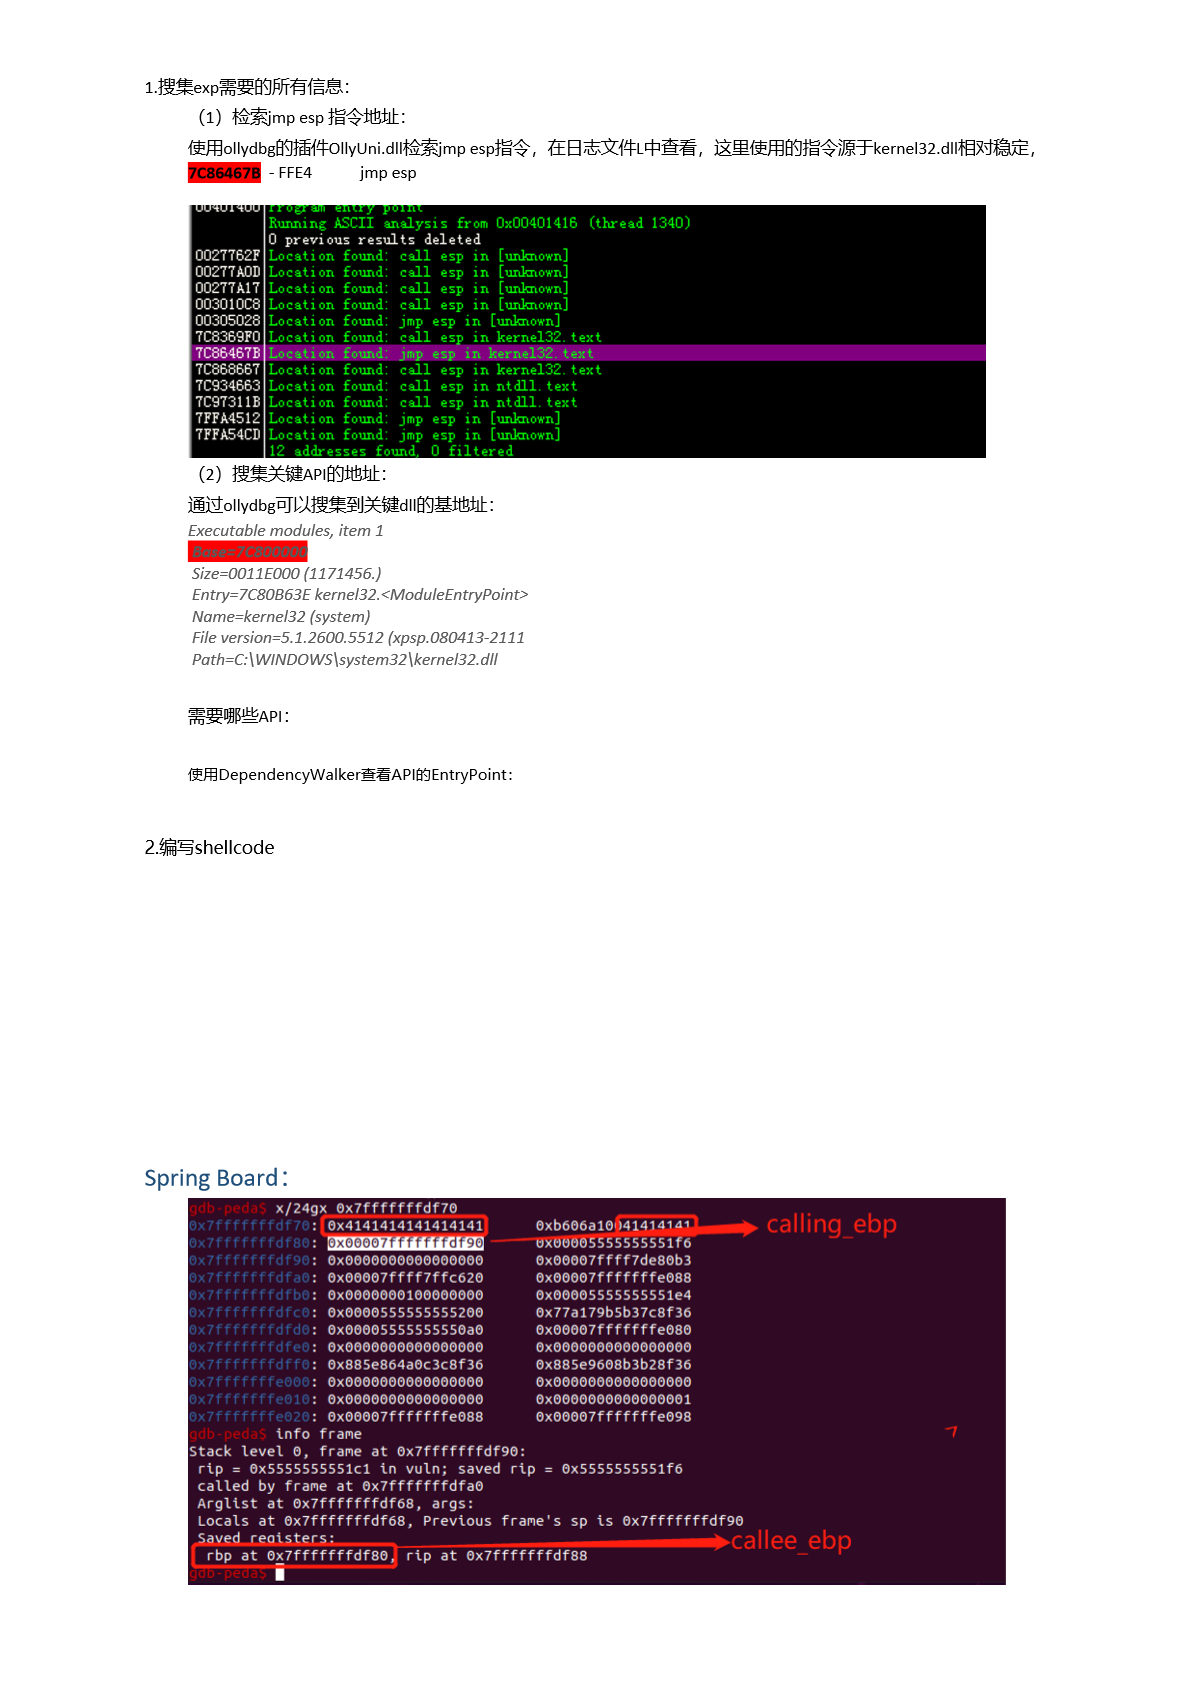 1.搜集exp需要的所有信息：
（1）检索jmp esp 指令地址：
使用ollydbg的插件OllyUni.dll检索jmp esp指令，在日志文件L中查看，这里使用的指令源于kernel32.dll相对稳定，
7C86467B - FFE4 jmp esp
00401400 Program entry point
Running ASCII analysis from 0x00401416 (thread 1340)
0 previous results deleted
0027762F Location found: call esp in [unknown]
00277A0D Location found: call esp in [unknown]
00277A17 Location found: call esp in [unknown]
003010C8 Location found: call esp in [unknown]
00305028 Location found: jmp esp in [unknown]
7C8369F0 Location found: call esp in kernel32.text
7C86467B Location found: jmp esp in kernel32.text
7C868667 Location found: call esp in kernel32.text
7C934663 Location found: call esp in ntdll.text
7C97311B Location found: call esp in ntdll.text
7FFA4512 Location found: jmp esp in [unknown]
7FFA54CD Location found: jmp esp in [unknown]
12 addresses found, 0 filtered
（2）搜集关键API的地址：
通过ollydbg可以搜集到关键dll的基地址：
Executable modules, item 1
Base=7C800000
Size=0011E000 (1171456.)
Entry=7C80B63E kernel32.<ModuleEntryPoint>
Name=kernel32 (system)
File version=5.1.2600.5512 (xpsp.080413-2111
Path=C:\WINDOWS\system32\kernel32.dll
需要哪些API：
使用DependencyWalker查看API的EntryPoint：
2.编写shellcode
Spring Board：
gdb-peda$ x/24gx 0x7fffffffdf70
0x7fffffffdf70: 0x4141414141414141 0xb606a10041414141 calling_ebp
0x7fffffffdf80: 0x00007fffffffdf90 0x00005555555551f6
0x7fffffffdf90: 0x0000000000000000 0x00007ffff7de80b3
0x7fffffffdfa0: 0x00007ffff7ffc620 0x00007fffffffe088
0x7fffffffdfb0: 0x0000000100000000 0x00005555555551e4
0x7fffffffdfc0: 0x0000555555555200 0x77a179b5b37c8f36
0x7fffffffdfd0: 0x00005555555550a0 0x00007fffffffe080
0x7fffffffdfe0: 0x0000000000000000 0x0000000000000000
0x7fffffffdff0: 0x885e864a0c3c8f36 0x885e9608b3b28f36
0x7fffffffe000: 0x0000000000000000 0x0000000000000000
0x7fffffffe010: 0x0000000000000000 0x0000000000000001
0x7fffffffe020: 0x00007fffffffe088 0x00007fffffffe098
gdb-peda$ info frame
Stack level 0, frame at 0x7fffffffdf90:
rip = 0x5555555551c1 in vuln; saved rip = 0x5555555551f6
called by frame at 0x7fffffffdfa0
Arglist at 0x7fffffffdf68, args:
Locals at 0x7fffffffdf68, Previous frame's sp is 0x7fffffffdf90
Saved registers:
callee_ebp
rbp at 0x7fffffffdf80, rip at 0x7fffffffdf88
gdb-peda$